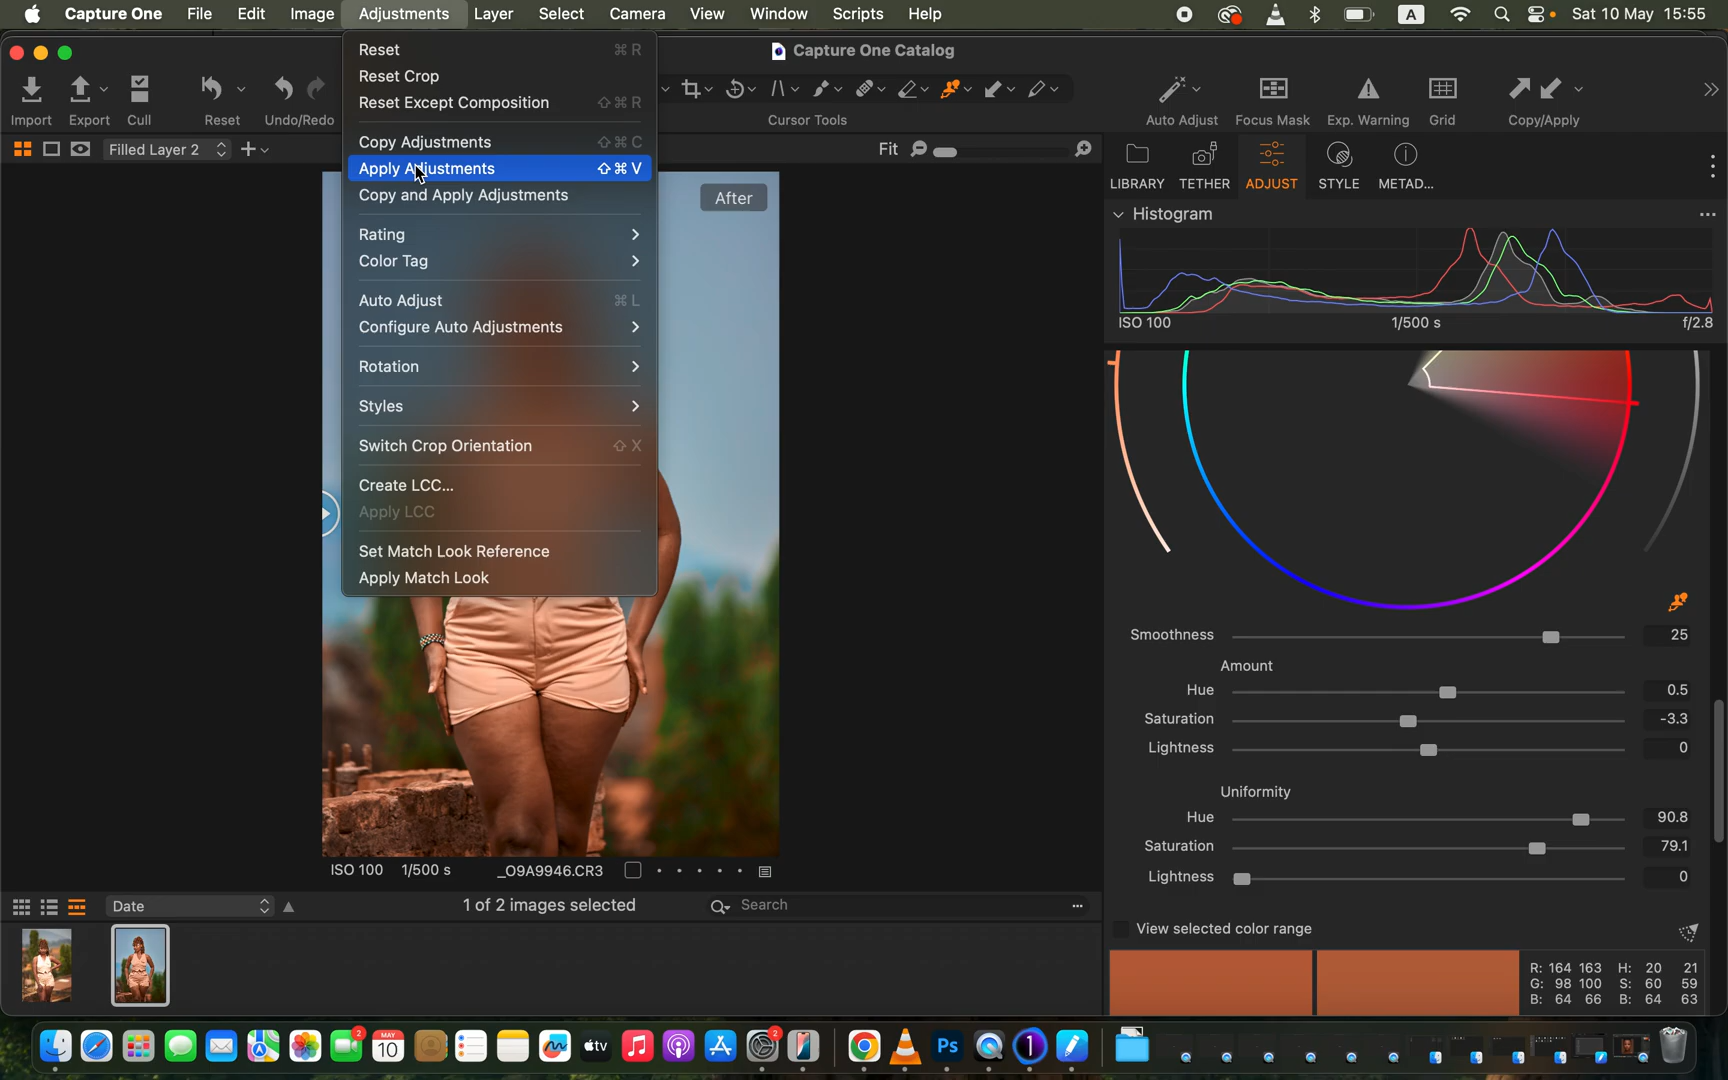 Capture One File Edit Image Adjustments Layer Select Camera View Window Scripts Help A Sat 10 May 15:55
Capture One Catalog
Import Export Cull Reset Undo/Redo Cursor Tools Auto Adjust Focus Mask Exp. Warning Grid Copy/Apply
Filled Layer 2 Fit
Reset ⌘ R
Reset Crop
Reset Except Composition ⇧ ⌘ R
Copy Adjustments ⇧ ⌘ C
Apply Adjustments ⇧ ⌘ V
Copy and Apply Adjustments
Rating
Color Tag
Auto Adjust ⌘ L
Configure Auto Adjustments
Rotation
Styles
Switch Crop Orientation ⇧ X
Create LCC...
Apply LCC
Set Match Look Reference
Apply Match Look
After
ISO 100 1/500 s _O9A9946.CR3
Date 1 of 2 images selected Search
LIBRARY TETHER ADJUST STYLE METAD...
Histogram
ISO 100 1/500 s f/2.8
Smoothness 25
Amount
Hue 0.5
Saturation -3.3
Lightness 0
Uniformity
Hue 90.8
Saturation 79.1
Lightness 0
View selected color range
R: 164 163 H: 20 21
G: 98 100 S: 60 59
B: 64 66 B: 64 63
2 MAY 10 tv 2 Ps 1